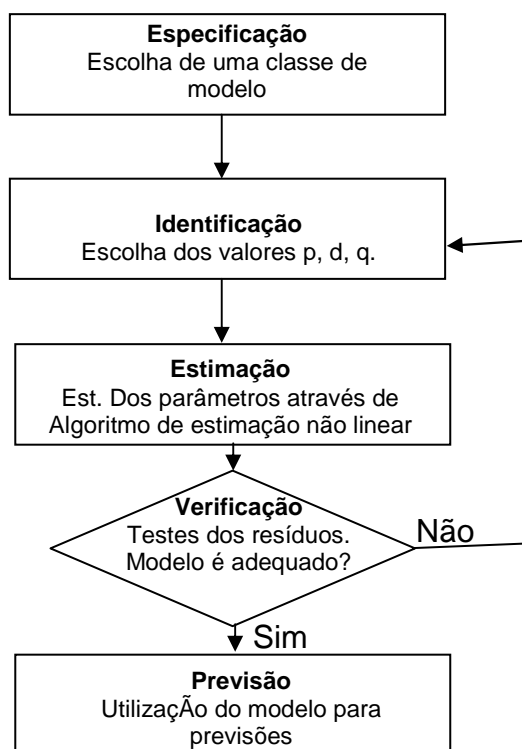 Especificação
Escolha de uma classe de
modelo
Identificação
Escolha dos valores p, d, q.
Estimação
Est. Dos parâmetros através de
Algoritmo de estimação não linear
Verificação
Testes dos resíduos.
Modelo é adequado?
Não
Sim
Previsão
UtilizaçÃo do modelo para
previsões